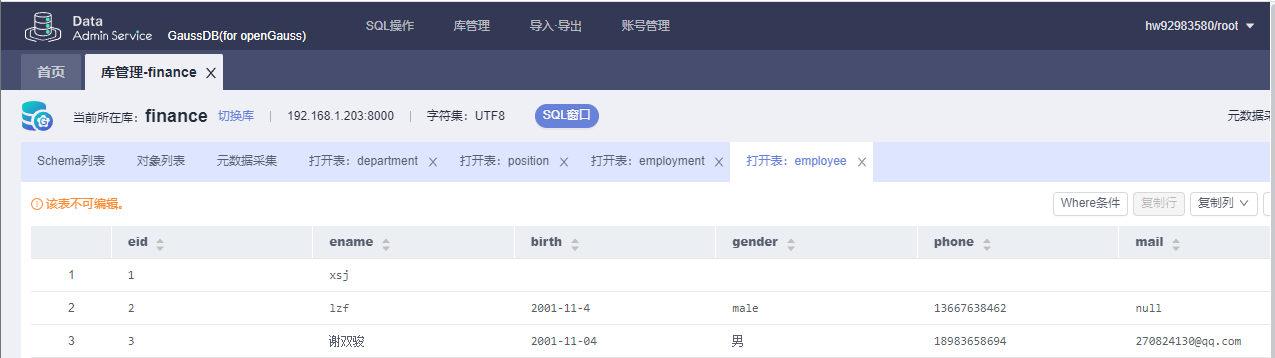 Data
Admin Service GaussDB(for openGauss) SQL操作 库管理 导入·导出 账号管理 hw92983580/root
首页 库管理-finance
当前所在库: finance 切换库 | 192.168.1.203:8000 | 字符集: UTF8 SQL窗口 元数据采
Schema列表 对象列表 元数据采集 打开表: department 打开表: position 打开表: employment 打开表: employee
该表不可编辑。 Where条件 复制行 复制列
eid ename birth gender phone mail
1 1 xsj
2 2 lzf 2001-11-4 male 13667638462 null
3 3 谢双骏 2001-11-04 男 18983658694 270824130@qq.com